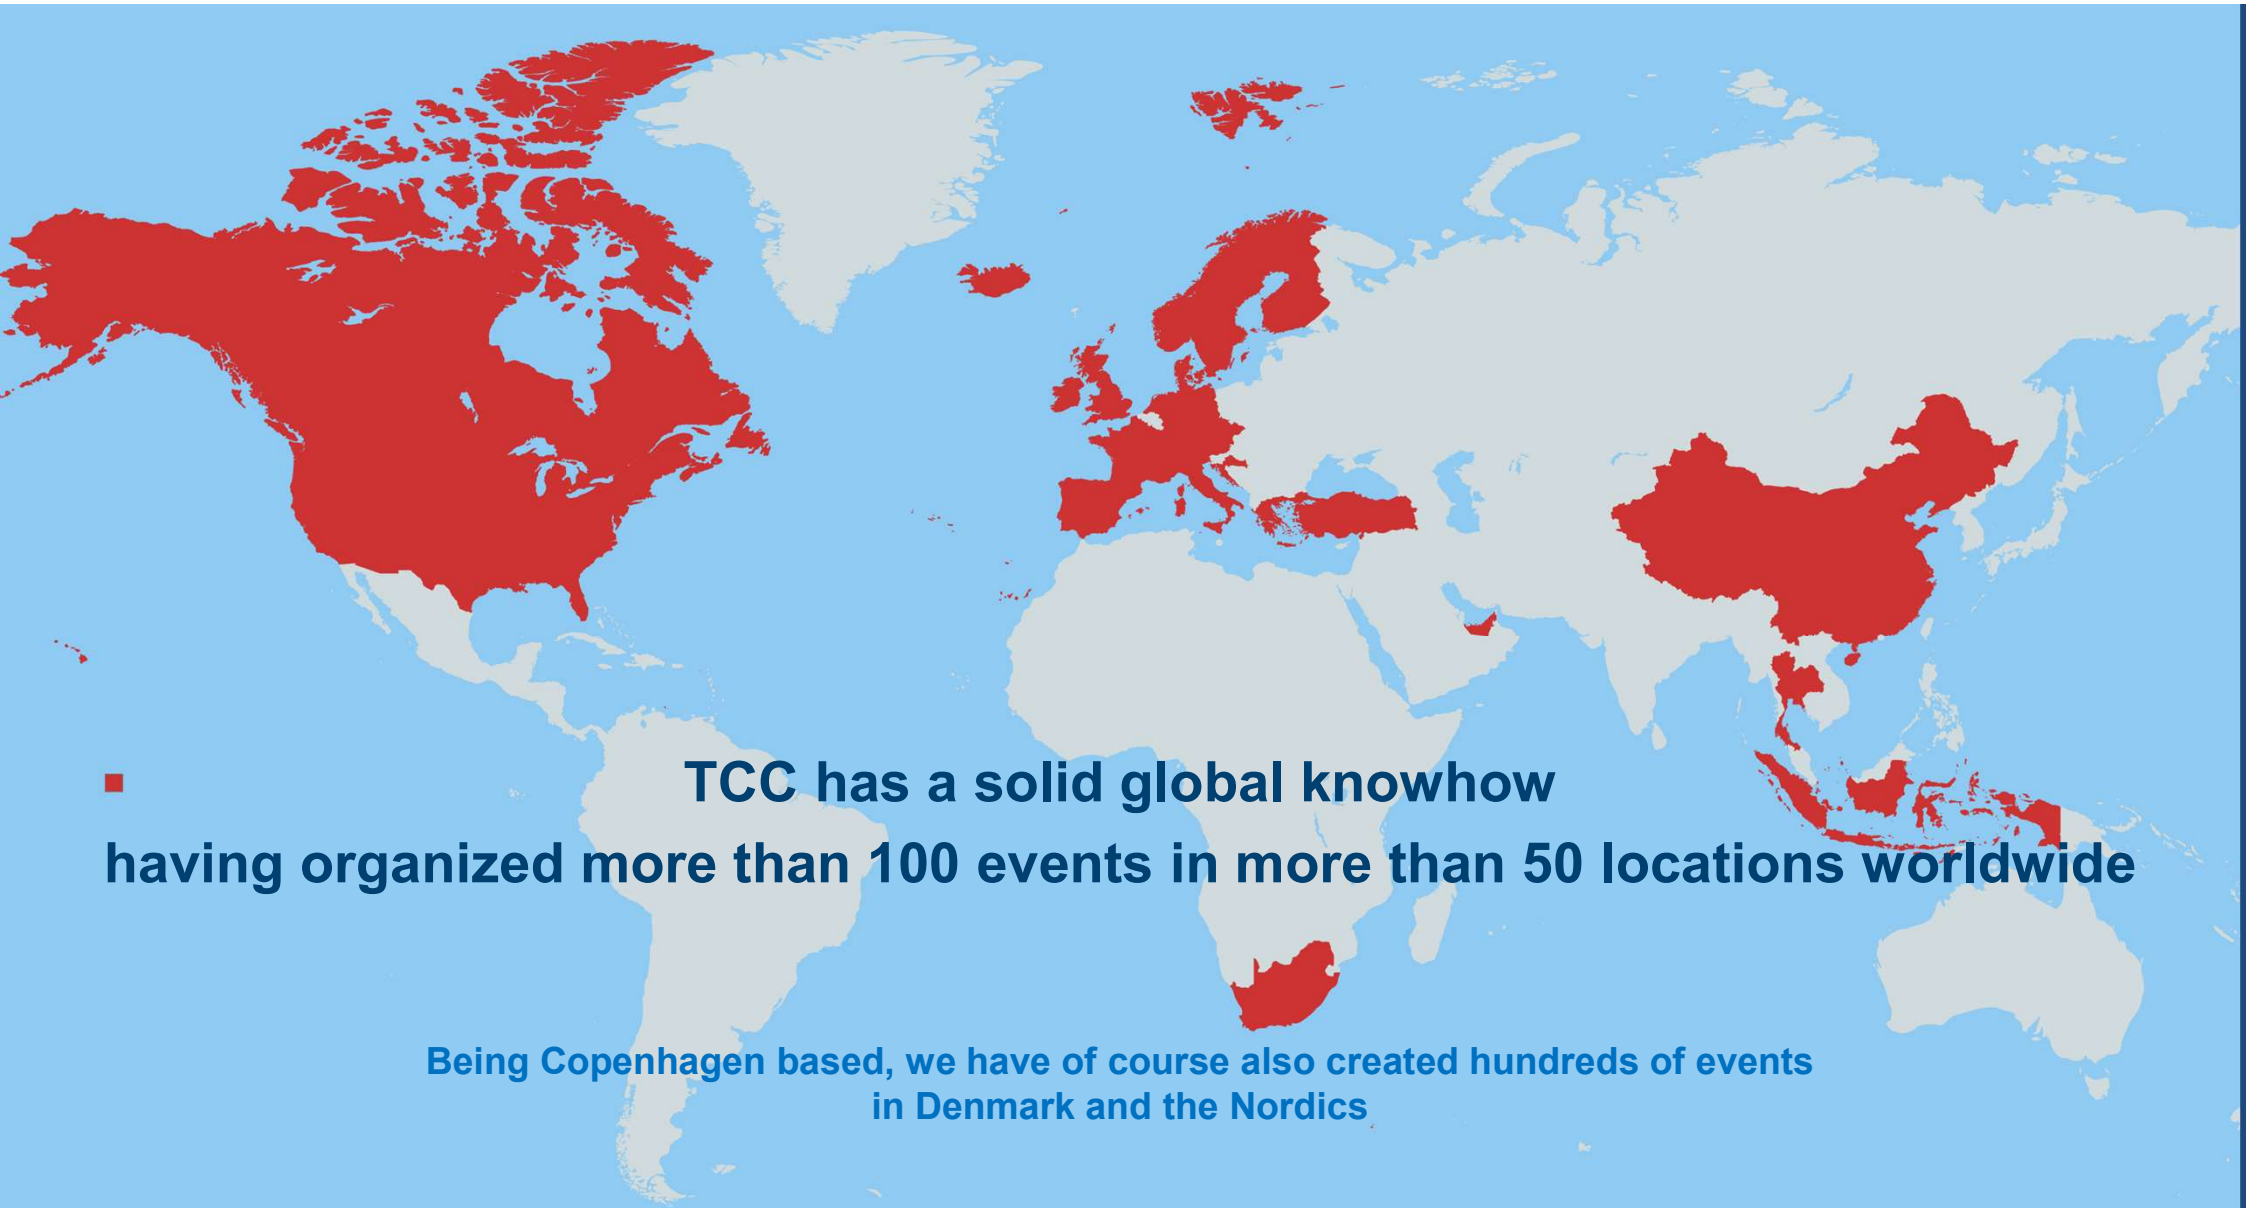 TCC has a solid global knowhow
having organized more than 100 events in more than 50 locations worldwide
Being Copenhagen based, we have of course also created hundreds of events
in Denmark and the Nordics